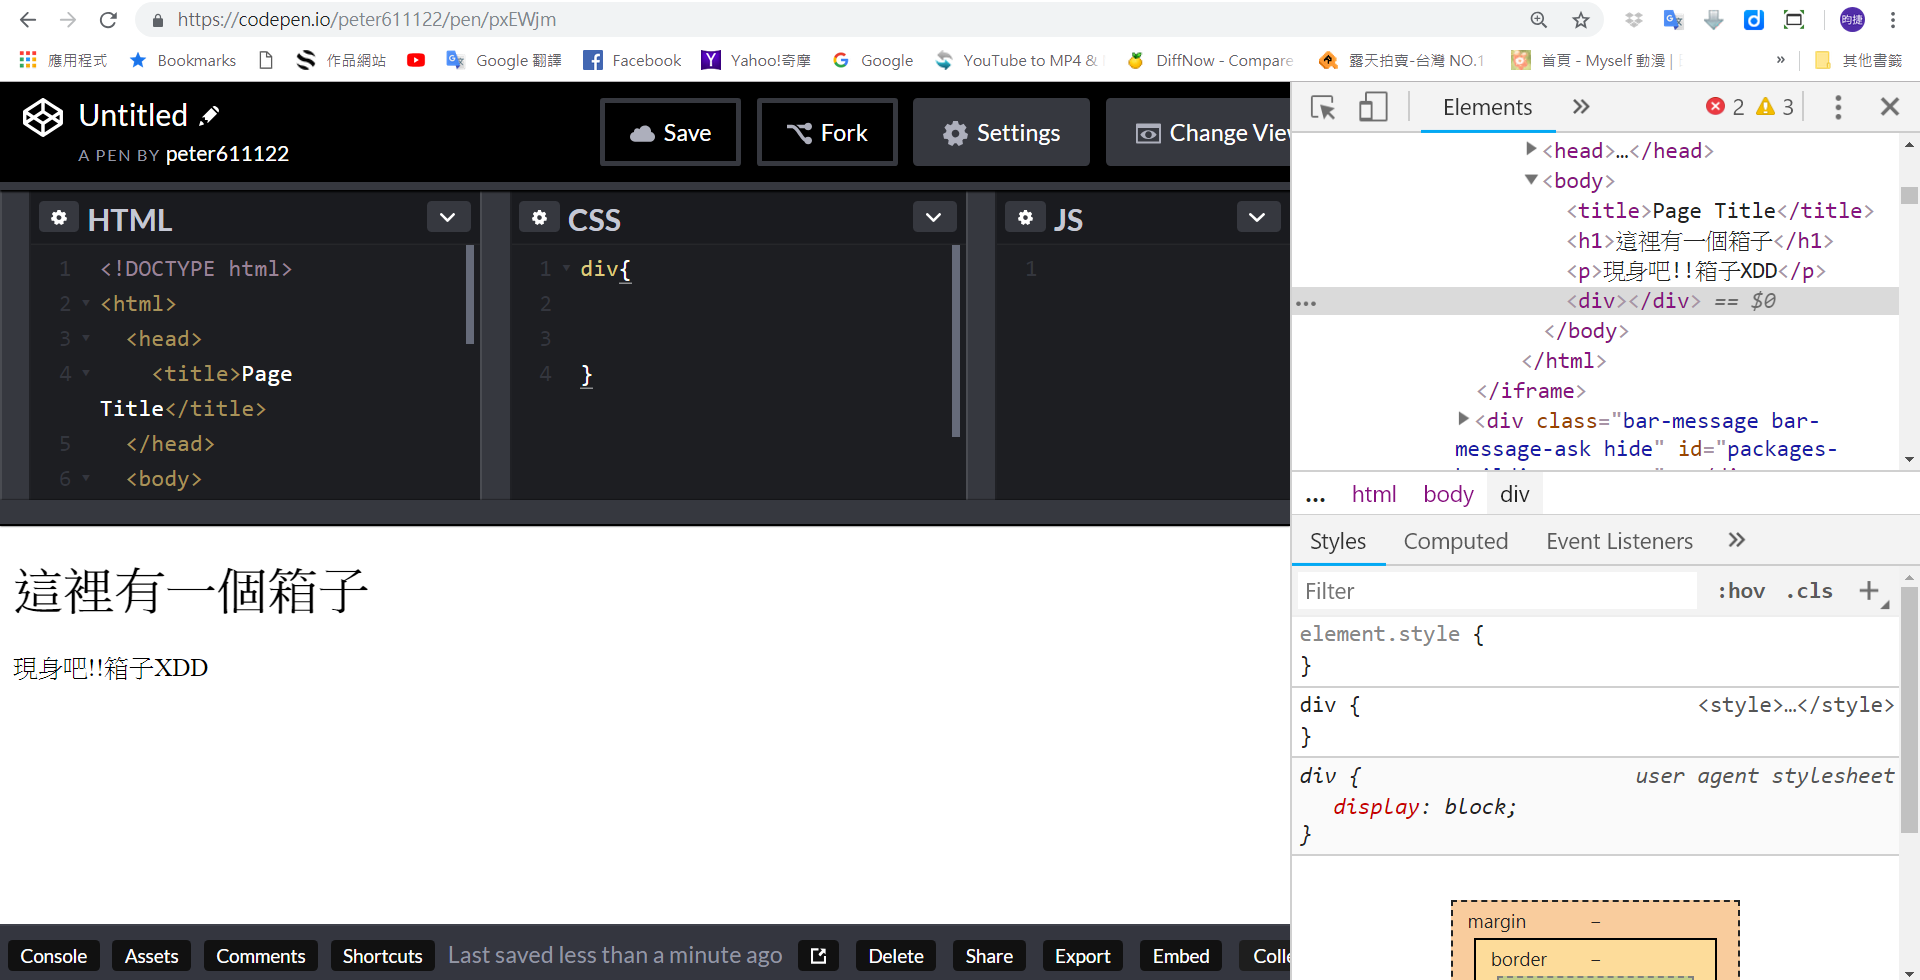 https://codepen.io/peter611122/pen/pxEWjm
昀捷
應用程式 Bookmarks 作品網站 Google 翻譯 Facebook Yahoo!奇摩 Google YouTube to MP4 & DiffNow - Compare 露天拍賣-台灣 NO.1 首頁 - Myself 動漫 | » 其他書籤
Untitled
A PEN BY peter611122
Save Fork Settings Change Vie
Elements » 2 3
HTML
1 <!DOCTYPE html>
2 <html>
3 <head>
4 <title>Page
Title</title>
5 </head>
6 <body>
CSS
1 div{
2
3
4 }
JS
1
這裡有一個箱子
現身吧!!箱子XDD
Console Assets Comments Shortcuts Last saved less than a minute ago Delete Share Export Embed Colle
<head>…</head>
<body>
<title>Page Title</title>
<h1>這裡有一個箱子</h1>
<p>現身吧!!箱子XDD</p>
… <div></div> == $0
</body>
</html>
</iframe>
<div class="bar-message bar-
message-ask hide" id="packages-
… html body div
Styles Computed Event Listeners »
Filter :hov .cls +
element.style {
}
div { <style>…</style>
}
div { user agent stylesheet
display: block;
}
margin –
border –